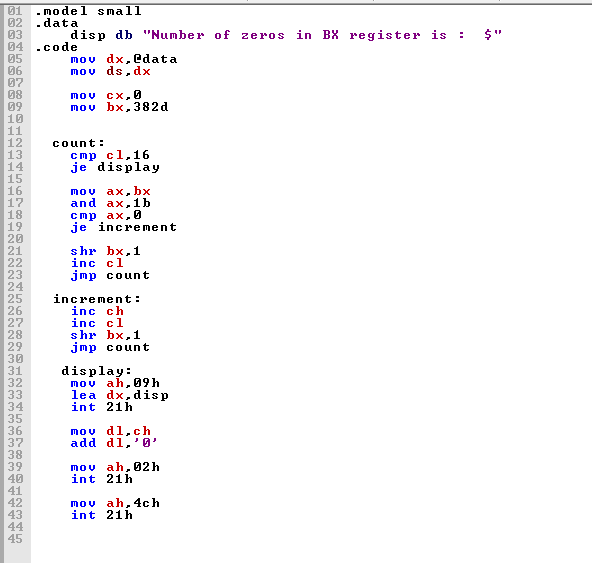 01 .model small
02 .data
03     disp db "Number of zeros in BX register is :  $"
04 .code
05     mov dx,@data
06     mov ds,dx
07
08     mov cx,0
09     mov bx,382d
10
11
12   count:
13     cmp cl,16
14     je display
15
16     mov ax,bx
17     and ax,1b
18     cmp ax,0
19     je increment
20
21     shr bx,1
22     inc cl
23     jmp count
24
25   increment:
26     inc ch
27     inc cl
28     shr bx,1
29     jmp count
30
31    display:
32     mov ah,09h
33     lea dx,disp
34     int 21h
35
36     mov dl,ch
37     add dl,'0'
38
39     mov ah,02h
40     int 21h
41
42     mov ah,4ch
43     int 21h
44
45